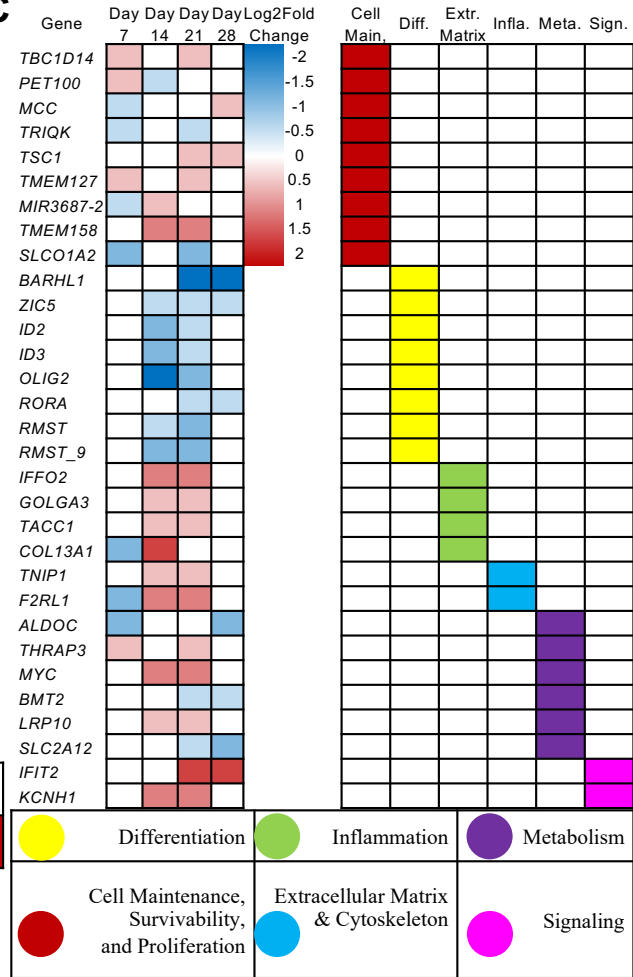 C
Gene Day 7 Day 14 Day 21 Day 28 Log2Fold Change Cell Main, Diff. Extr. Matrix Infla. Meta. Sign.
TBC1D14
PET100
MCC
TRIQK
TSC1
TMEM127
MIR3687-2
TMEM158
SLCO1A2
BARHL1
ZIC5
ID2
ID3
OLIG2
RORA
RMST
RMST_9
IFFO2
GOLGA3
TACC1
COL13A1
TNIP1
F2RL1
ALDOC
THRAP3
MYC
BMT2
LRP10
SLC2A12
IFIT2
KCNH1
-2
-1.5
-1
-0.5
0
0.5
1
1.5
2
Differentiation
Inflammation
Metabolism
Cell Maintenance,
Survivability,
and Proliferation
Extracellular Matrix
& Cytoskeleton
Signaling